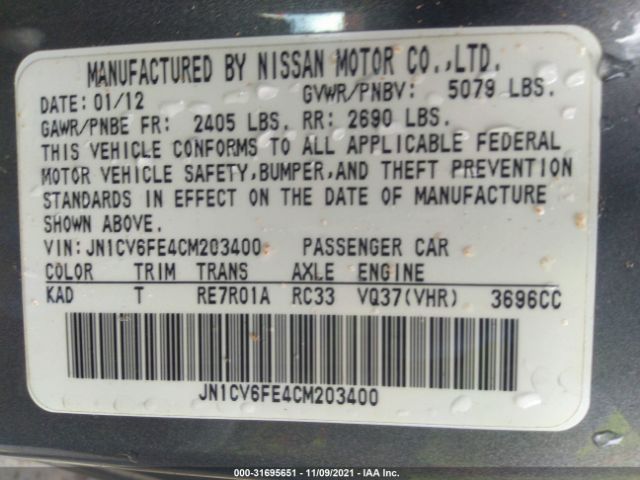 MANUFACTURED BY NISSAN MOTOR CO.,LTD.
DATE: 01/12 GVWR/PNBV: 5079 LBS.
GAWR/PNBE FR: 2405 LBS. RR: 2690 LBS.
THIS VEHICLE CONFORMS TO ALL APPLICABLE FEDERAL
MOTOR VEHICLE SAFETY,BUMPER,AND THEFT PREVENTION
STANDARDS IN EFFECT ON THE DATE OF MANUFACTURE
SHOWN ABOVE.
VIN:JN1CV6FE4CM203400 PASSENGER CAR
COLOR TRIM TRANS AXLE ENGINE
KAD T RE7R01A RC33 VQ37(VHR) 3696CC
JN1CV6FE4CM203400
000-31695651 - 11/09/2021 - IAA Inc.